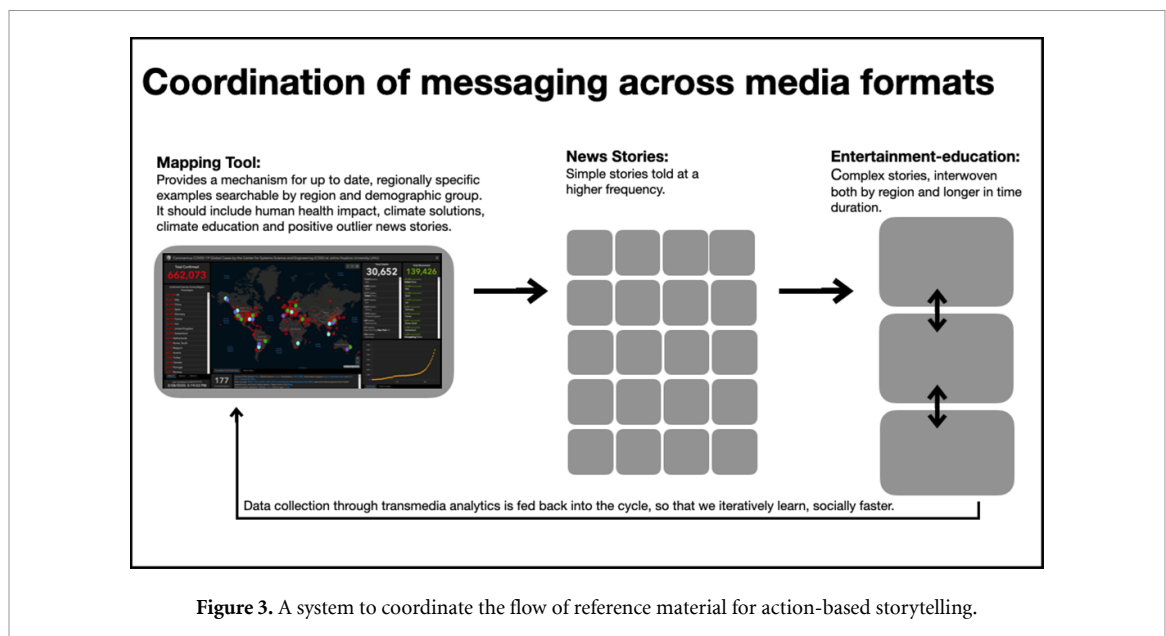 Coordination of messaging across media formats
Mapping Tool:
Provides a mechanism for up to date, regionally specific
examples searchable by region and demographic group.
It should include human health impact, climate solutions,
climate education and positive outlier news stories.
News Stories:
Simple stories told at a
higher frequency.
Entertainment-education:
Complex stories, interwoven
both by region and longer in time
duration.
Total Confirmed
662,073
30,652
139,426
177
Data collection through transmedia analytics is fed back into the cycle, so that we iteratively learn, socially faster.
Figure 3. A system to coordinate the flow of reference material for action-based storytelling.